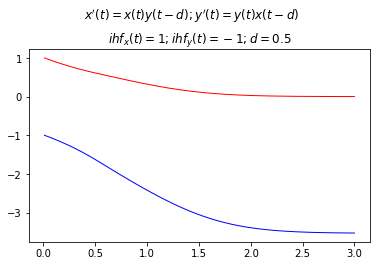 x'(t) = x(t)y(t − d); y'(t) = y(t)x(t − d)
ihf_x(t) = 1; ihf_y(t) = − 1; d = 0.5
1
0
−1
−2
−3
0.0 0.5 1.0 1.5 2.0 2.5 3.0